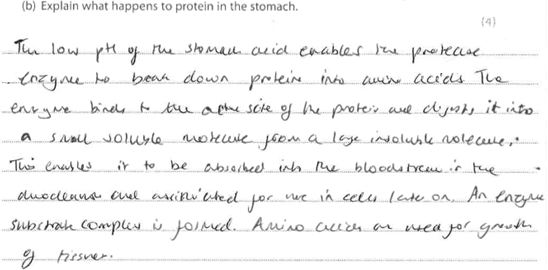 (b) Explain what happens to protein in the stomach.
(4)
The low pH of the stomach acid enables the protease
enzyme to break down proteins into amino acids The
enzyme binds to the active site of the protein and digests it into
a small soluble molecule from a large insoluble molecule.
This enables it to be absorbed into the bloodstream in the
duodenum and assimilated for use in cells later on. An enzyme
substrate complex is formed. Amino acids are used for growth
of tissues.